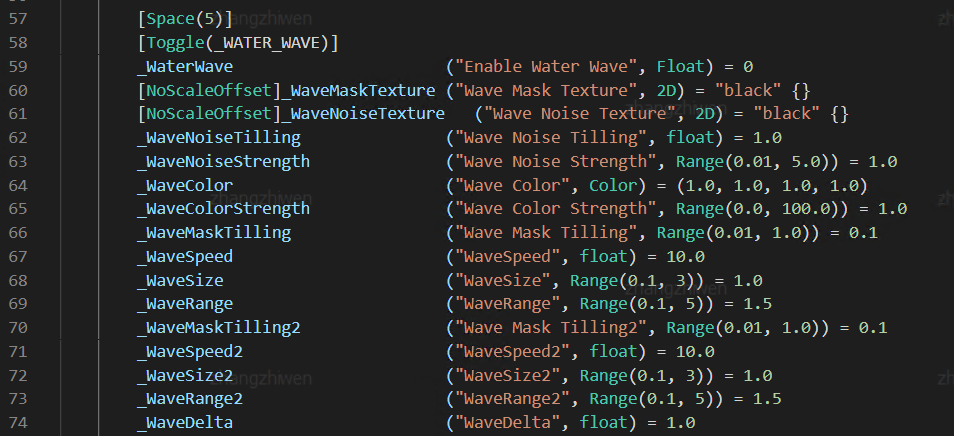 57 [Space(5)]
58 [Toggle(_WATER_WAVE)]
59 _WaterWave ("Enable Water Wave", Float) = 0
60 [NoScaleOffset]_WaveMaskTexture ("Wave Mask Texture", 2D) = "black" {}
61 [NoScaleOffset]_WaveNoiseTexture ("Wave Noise Texture", 2D) = "black" {}
62 _WaveNoiseTilling ("Wave Noise Tilling", float) = 1.0
63 _WaveNoiseStrength ("Wave Noise Strength", Range(0.01, 5.0)) = 1.0
64 _WaveColor ("Wave Color", Color) = (1.0, 1.0, 1.0, 1.0)
65 _WaveColorStrength ("Wave Color Strength", Range(0.0, 100.0)) = 1.0
66 _WaveMaskTilling ("Wave Mask Tilling", Range(0.01, 1.0)) = 0.1
67 _WaveSpeed ("WaveSpeed", float) = 10.0
68 _WaveSize ("WaveSize", Range(0.1, 3)) = 1.0
69 _WaveRange ("WaveRange", Range(0.1, 5)) = 1.5
70 _WaveMaskTilling2 ("Wave Mask Tilling2", Range(0.01, 1.0)) = 0.1
71 _WaveSpeed2 ("WaveSpeed2", float) = 10.0
72 _WaveSize2 ("WaveSize2", Range(0.1, 3)) = 1.0
73 _WaveRange2 ("WaveRange2", Range(0.1, 5)) = 1.5
74 _WaveDelta ("WaveDelta", float) = 1.0
zhangzhiwen
zhangzhiwen
zhangzhiwen
zhangzhiwen
zhangzhiwen